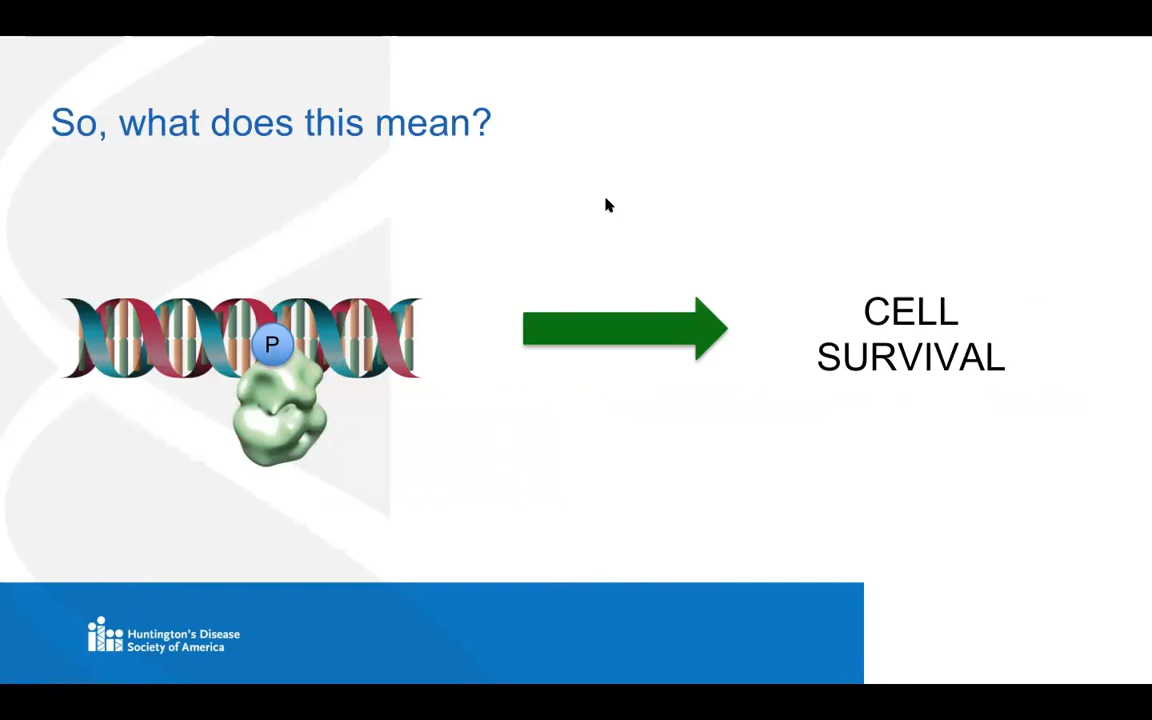 So, what does this mean?
P
CELL
SURVIVAL
Huntington's Disease
Society of America